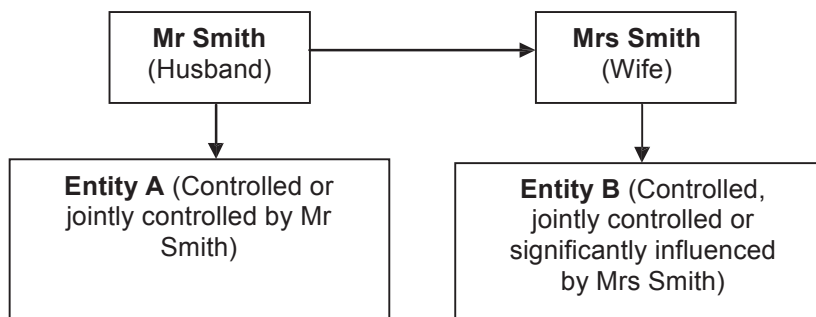 Mr Smith
(Husband)
Mrs Smith
(Wife)
Entity A (Controlled or
jointly controlled by Mr
Smith)
Entity B (Controlled,
jointly controlled or
significantly influenced
by Mrs Smith)